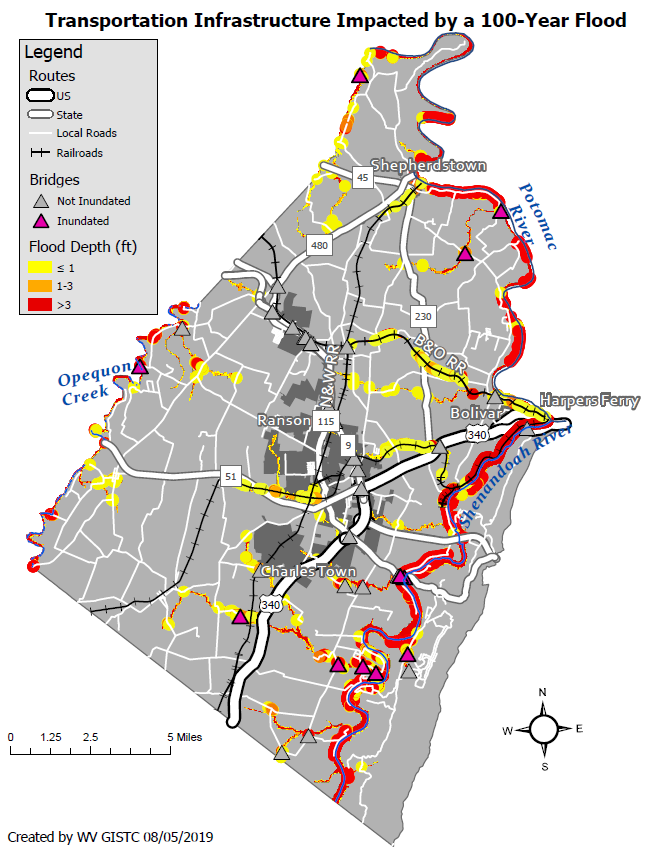 Transportation Infrastructure Impacted by a 100-Year Flood
Legend
Routes
US
State
Local Roads
Railroads
Bridges
Not Inundated
Inundated
Flood Depth (ft)
≤ 1
1-3
>3
Shepherdstown
45
Potomac
River
480
230
B&O RR
N&W RR
Opequon
Creek
Harpers Ferry
Bolivar
Ranson
115
340
9
Shenandoah River
51
Charles Town
340
0 1.25 2.5 5 Miles
N
W E
S
Created by WV GISTC 08/05/2019